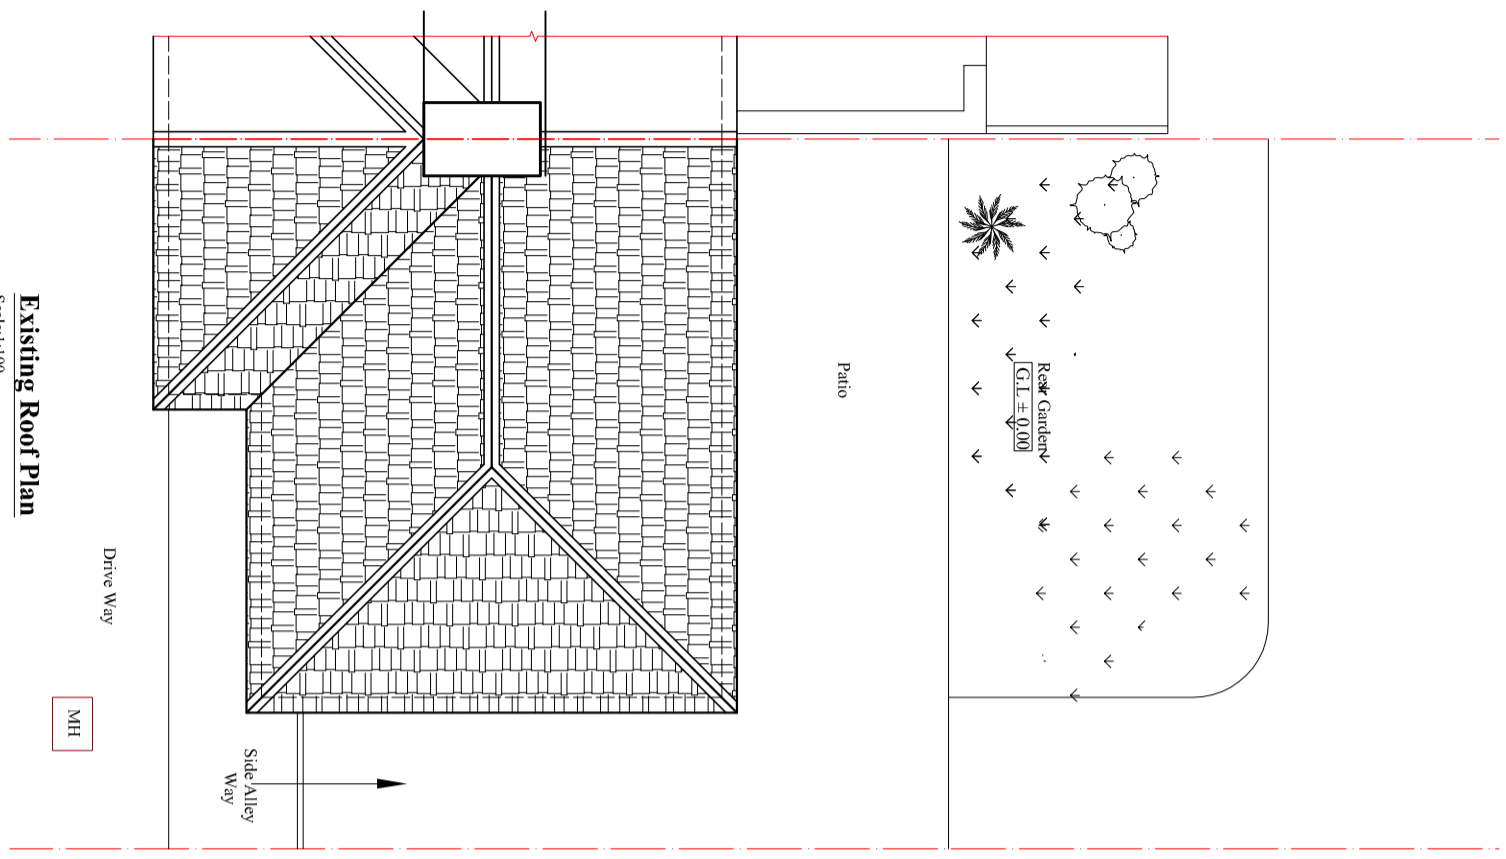 Rear Garden
G.L ± 0.00
Patio
Side Alley
Way
Drive Way
MH
Existing Roof Plan